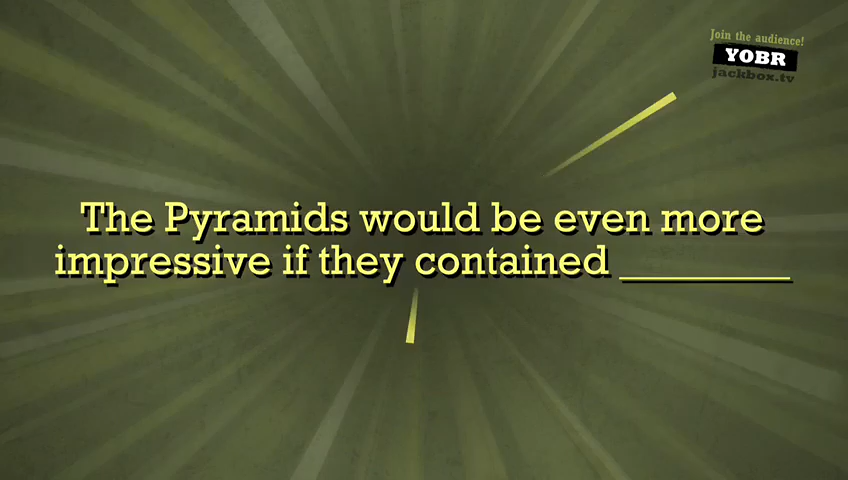 Join the audience!
YOBR
jackbox.tv
The Pyramids would be even more
impressive if they contained ________